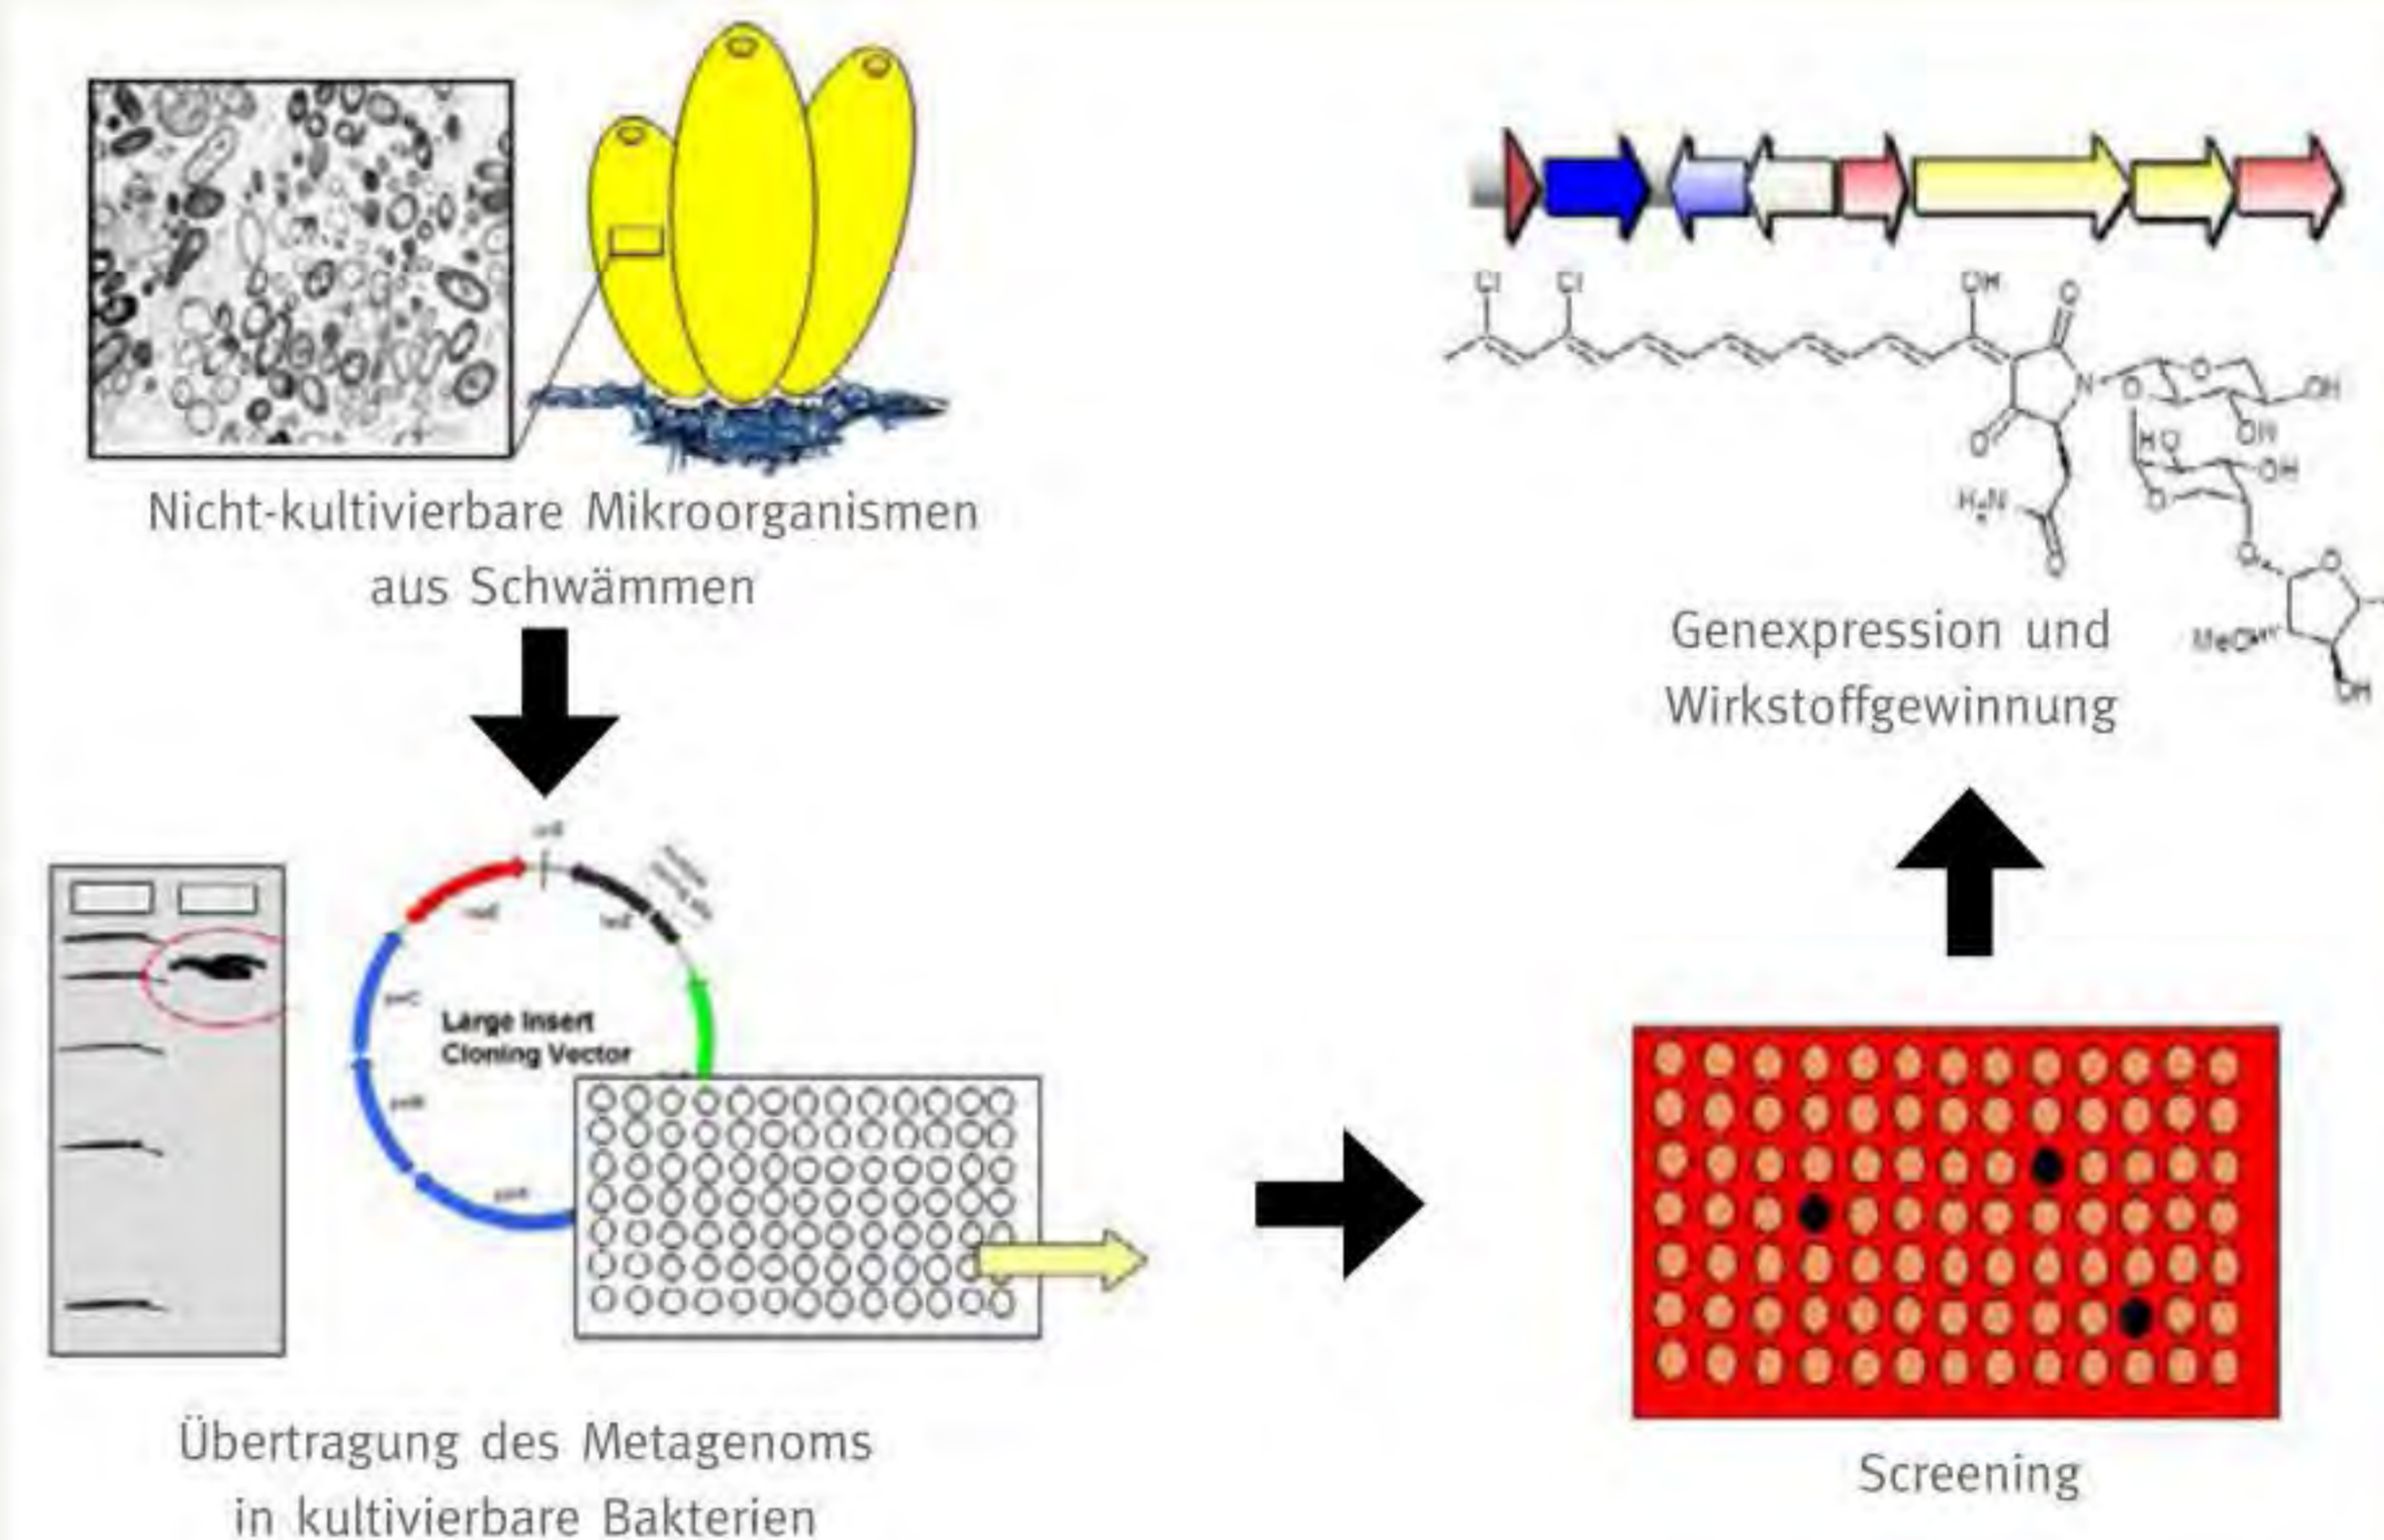 Nicht-kultivierbare Mikroorganismen
aus Schwämmen
Large Insert
Cloning Vector
Übertragung des Metagenoms
in kultivierbare Bakterien
Screening
Genexpression und
Wirkstoffgewinnung
Cl
Cl
OH
O
N
O
O
O
OH
OH
HO
OH
O
H₂N
O
O
O
MeO
OH